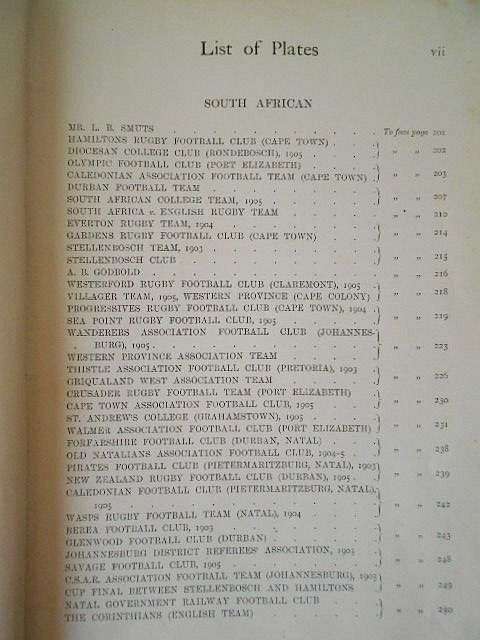 List of Plates vii
SOUTH AFRICAN
MR. L. B. SMUTS . . . . . . . . . . To face page 201
HAMILTONS RUGBY FOOTBALL CLUB (CAPE TOWN) . . .
DIOCESAN COLLEGE CLUB (RONDEBOSCH), 1905 . . . . „ „ 202
OLYMPIC FOOTBALL CLUB (PORT ELIZABETH) . . . .
CALEDONIAN ASSOCIATION FOOTBALL TEAM (CAPE TOWN) . „ „ 203
DURBAN FOOTBALL TEAM . . . . . . . .
SOUTH AFRICAN COLLEGE TEAM, 1905 . . . . . „ „ 207
SOUTH AFRICA v. ENGLISH RUGBY TEAM . . . . „ „ 210
EVERTON RUGBY TEAM, 1904 . . . . . . .
GARDENS RUGBY FOOTBALL CLUB (CAPE TOWN) . . . „ „ 214
STELLENBOSCH TEAM, 1903 . . . . . . .
STELLENBOSCH CLUB . . . . . . . . „ „ 215
A. B. GODBOLD . . . . . . . . . „ „ 216
WESTERFORD RUGBY FOOTBALL CLUB (CLAREMONT), 1905 .
VILLAGER TEAM, 1905, WESTERN PROVINCE (CAPE COLONY) „ „ 218
PROGRESSIVES RUGBY FOOTBALL CLUB (CAPE TOWN), 1904 .
SEA POINT RUGBY FOOTBALL CLUB, 1905 . . . . „ „ 219
WANDERERS ASSOCIATION FOOTBALL CLUB (JOHANNES-
BURG), 1905 . . . . . . . . . „ „ 223
WESTERN PROVINCE ASSOCIATION TEAM . . . .
THISTLE ASSOCIATION FOOTBALL CLUB (PRETORIA), 1903 .
GRIQUALAND WEST ASSOCIATION TEAM . . . . „ „ 226
CRUSADER RUGBY FOOTBALL TEAM (PORT ELIZABETH) .
CAPE TOWN ASSOCIATION FOOTBALL CLUB, 1905 . . . „ „ 230
ST. ANDREW'S COLLEGE (GRAHAMSTOWN), 1905 . . .
WALMER ASSOCIATION FOOTBALL CLUB (PORT ELIZABETH) „ „ 231
FORFARSHIRE FOOTBALL CLUB (DURBAN, NATAL) . . .
OLD NATALIANS ASSOCIATION FOOTBALL CLUB, 1904-5 . . „ „ 238
PIRATES FOOTBALL CLUB (PIETERMARITZBURG, NATAL), 1903
NEW ZEALAND RUGBY FOOTBALL CLUB (DURBAN), 1905 . . „ „ 239
CALEDONIAN FOOTBALL CLUB (PIETERMARITZBURG, NATAL),
1905 . . . . . . . . . . „ „ 242
WASPS RUGBY FOOTBALL TEAM (NATAL), 1904 . . .
BEREA FOOTBALL CLUB, 1903 . . . . . . .
GLENWOOD FOOTBALL CLUB (DURBAN) . . . . . „ „ 243
JOHANNESBURG DISTRICT REFEREES' ASSOCIATION, 1905 .
SAVAGE FOOTBALL CLUB, 1905 . . . . . . „ „ 248
C.S.A.R. ASSOCIATION FOOTBALL TEAM (JOHANNESBURG), 1905
CUP FINAL BETWEEN STELLENBOSCH AND HAMILTONS „ „ 249
NATAL GOVERNMENT RAILWAY FOOTBALL CLUB . . .
THE CORINTHIANS (ENGLISH TEAM) . . . . . „ „ 250